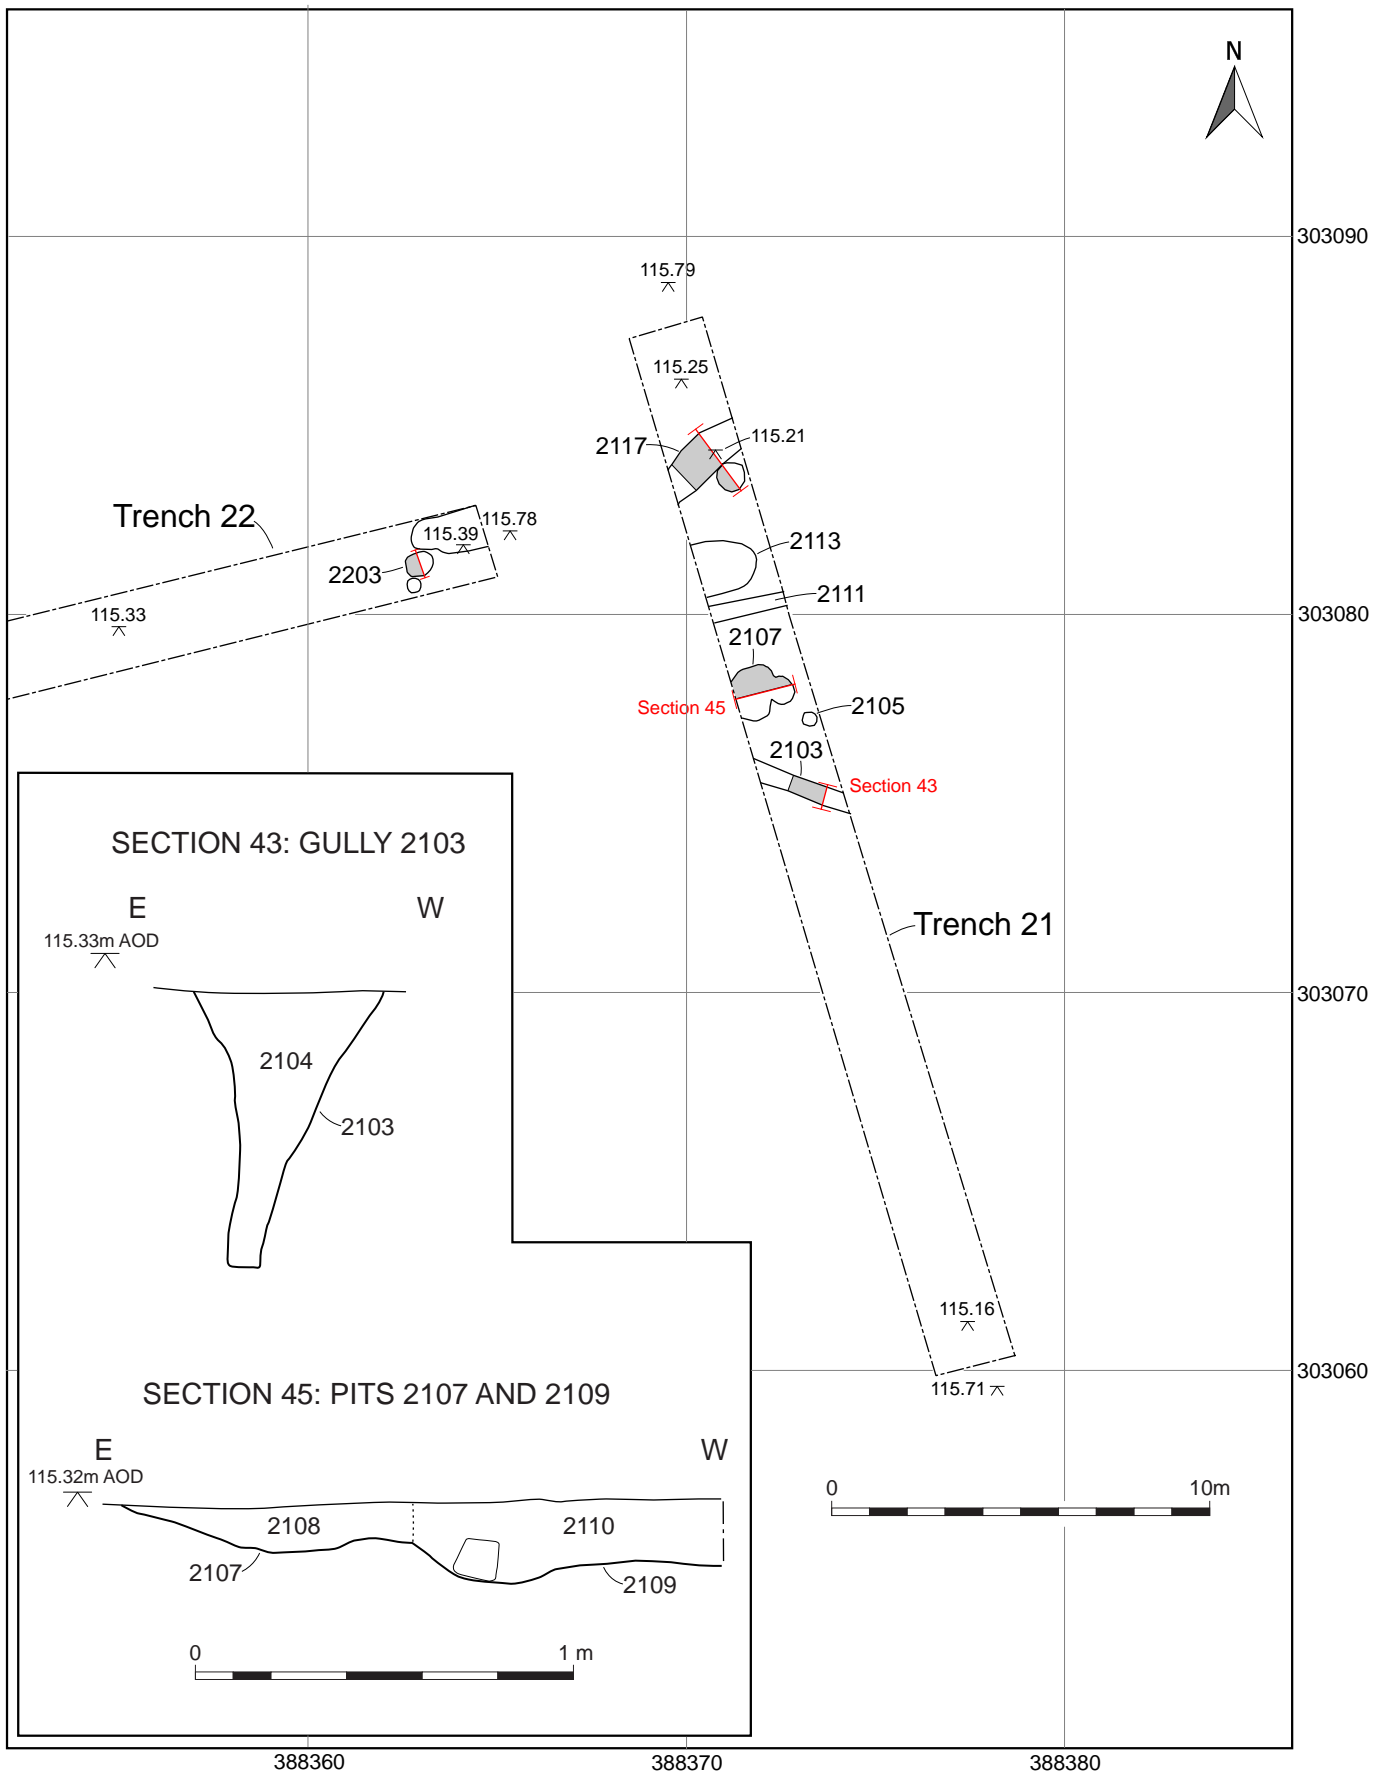 N
303090
115.79
115.25
2117
115.21
Trench 22
115.78
115.39
2113
2203
2111
115.33
303080
2107
Section 45
2105
2103
Section 43
SECTION 43: GULLY 2103
E
W
Trench 21
115.33m AOD
303070
2104
2103
115.16
303060
115.71
SECTION 45: PITS 2107 AND 2109
E
W
115.32m AOD
0
10m
2108
2110
2107
2109
0
1 m
388360
388370
388380